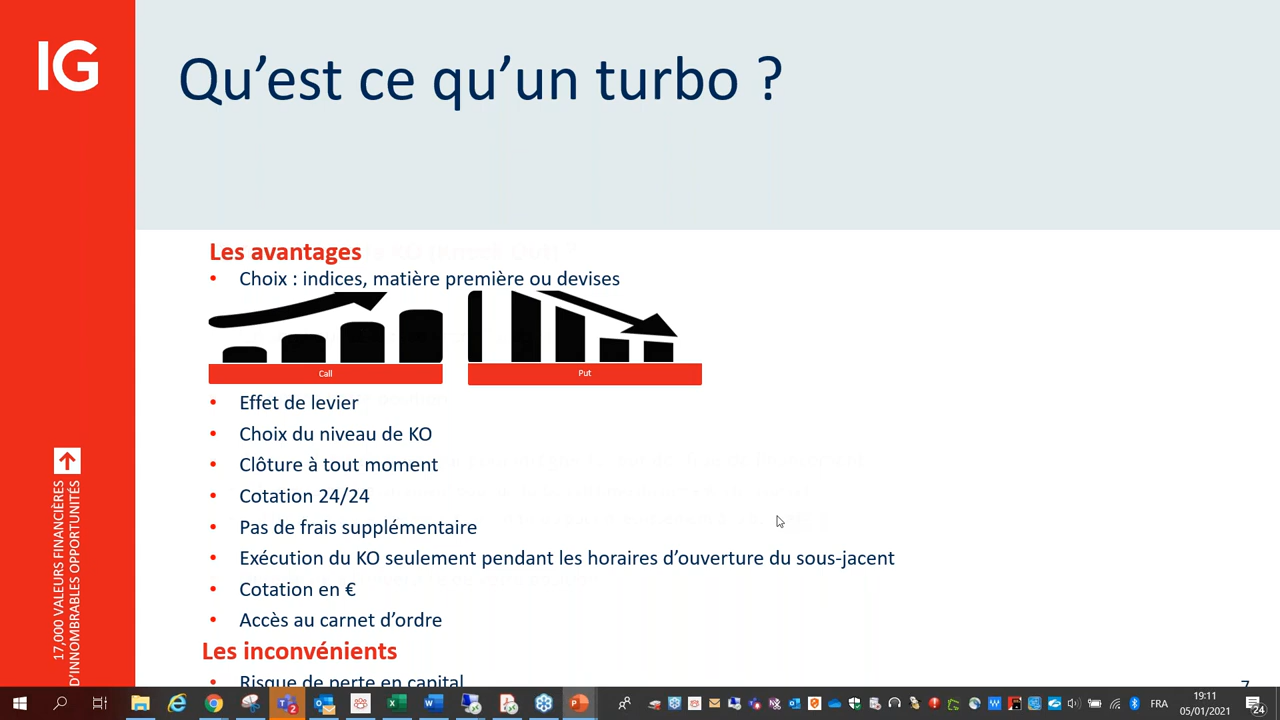 IG
Qu’est ce qu’un turbo ?
Les avantages
• Choix : indices, matière première ou devises
Call
Put
• Effet de levier
• Choix du niveau de KO
• Clôture à tout moment
• Cotation 24/24
• Pas de frais supplémentaire
• Exécution du KO seulement pendant les horaires d’ouverture du sous-jacent
• Cotation en €
• Accès au carnet d’ordre
Les inconvénients
• Risque de perte en capital
17,000 VALEURS FINANCIÈRES
D’INNOMBRABLES OPPORTUNITÉS
7
FRA
19:11
05/01/2021
24